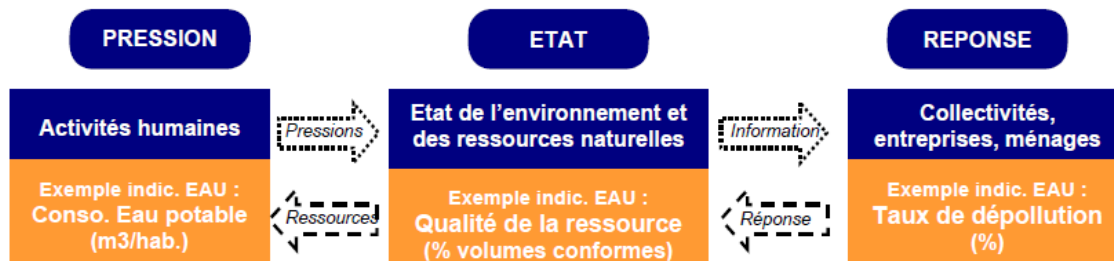 PRESSION
ETAT
REPONSE
Activités humaines
Pressions
Etat de l'environnement et
des ressources naturelles
Information
Collectivités,
entreprises, ménages
Exemple indic. EAU :
Conso. Eau potable
(m3/hab.)
Ressources
Exemple indic. EAU :
Qualité de la ressource
(% volumes conformes)
Réponse
Exemple indic. EAU :
Taux de dépollution
(%)